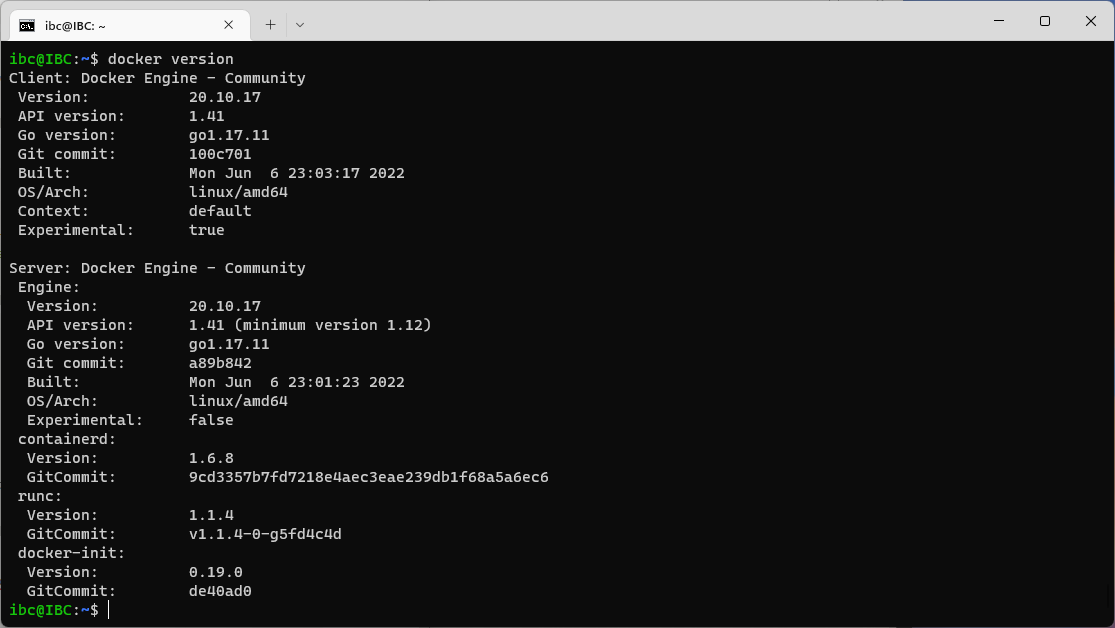 ibc@IBC: ~
ibc@IBC:~$ docker version
Client: Docker Engine - Community
 Version:           20.10.17
 API version:       1.41
 Go version:        go1.17.11
 Git commit:        100c701
 Built:             Mon Jun  6 23:03:17 2022
 OS/Arch:           linux/amd64
 Context:           default
 Experimental:      true

Server: Docker Engine - Community
 Engine:
  Version:          20.10.17
  API version:      1.41 (minimum version 1.12)
  Go version:       go1.17.11
  Git commit:       a89b842
  Built:            Mon Jun  6 23:01:23 2022
  OS/Arch:          linux/amd64
  Experimental:     false
 containerd:
  Version:          1.6.8
  GitCommit:        9cd3357b7fd7218e4aec3eae239db1f68a5a6ec6
 runc:
  Version:          1.1.4
  GitCommit:        v1.1.4-0-g5fd4c4d
 docker-init:
  Version:          0.19.0
  GitCommit:        de40ad0
ibc@IBC:~$